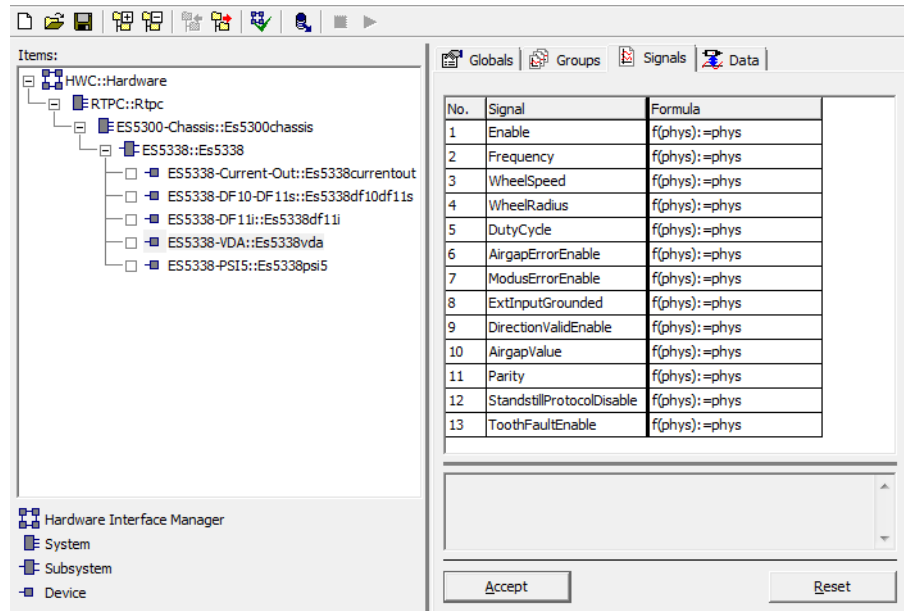 Items:
HWC::Hardware
RTPC::Rtpc
ES5300-Chassis::Es5300chassis
ES5338::Es5338
ES5338-Current-Out::Es5338currentout
ES5338-DF10-DF11s::Es5338df10df11s
ES5338-DF11i::Es5338df11i
ES5338-VDA::Es5338vda
ES5338-PSI5::Es5338psi5
Hardware Interface Manager
System
Subsystem
Device
Globals Groups Signals Data
No. Signal Formula
1 Enable f(phys):=phys
2 Frequency f(phys):=phys
3 WheelSpeed f(phys):=phys
4 WheelRadius f(phys):=phys
5 DutyCycle f(phys):=phys
6 AirgapErrorEnable f(phys):=phys
7 ModusErrorEnable f(phys):=phys
8 ExtInputGrounded f(phys):=phys
9 DirectionValidEnable f(phys):=phys
10 AirgapValue f(phys):=phys
11 Parity f(phys):=phys
12 StandstillProtocolDisable f(phys):=phys
13 ToothFaultEnable f(phys):=phys
Accept Reset